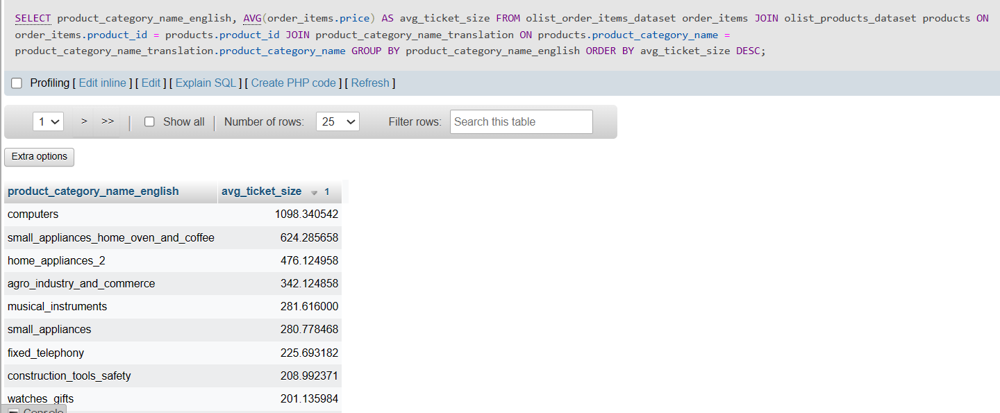 SELECT product_category_name_english, AVG(order_items.price) AS avg_ticket_size FROM olist_order_items_dataset order_items JOIN olist_products_dataset products ON
order_items.product_id = products.product_id JOIN product_category_name_translation ON products.product_category_name =
product_category_name_translation.product_category_name GROUP BY product_category_name_english ORDER BY avg_ticket_size DESC;
Profiling [ Edit inline ] [ Edit ] [ Explain SQL ] [ Create PHP code ] [ Refresh ]
1 > >> | Show all | Number of rows: 25 Filter rows: Search this table
Extra options
product_category_name_english avg_ticket_size 1
computers 1098.340542
small_appliances_home_oven_and_coffee 624.285658
home_appliances_2 476.124958
agro_industry_and_commerce 342.124858
musical_instruments 281.616000
small_appliances 280.778468
fixed_telephony 225.693182
construction_tools_safety 208.992371
watches_gifts 201.135984
Console